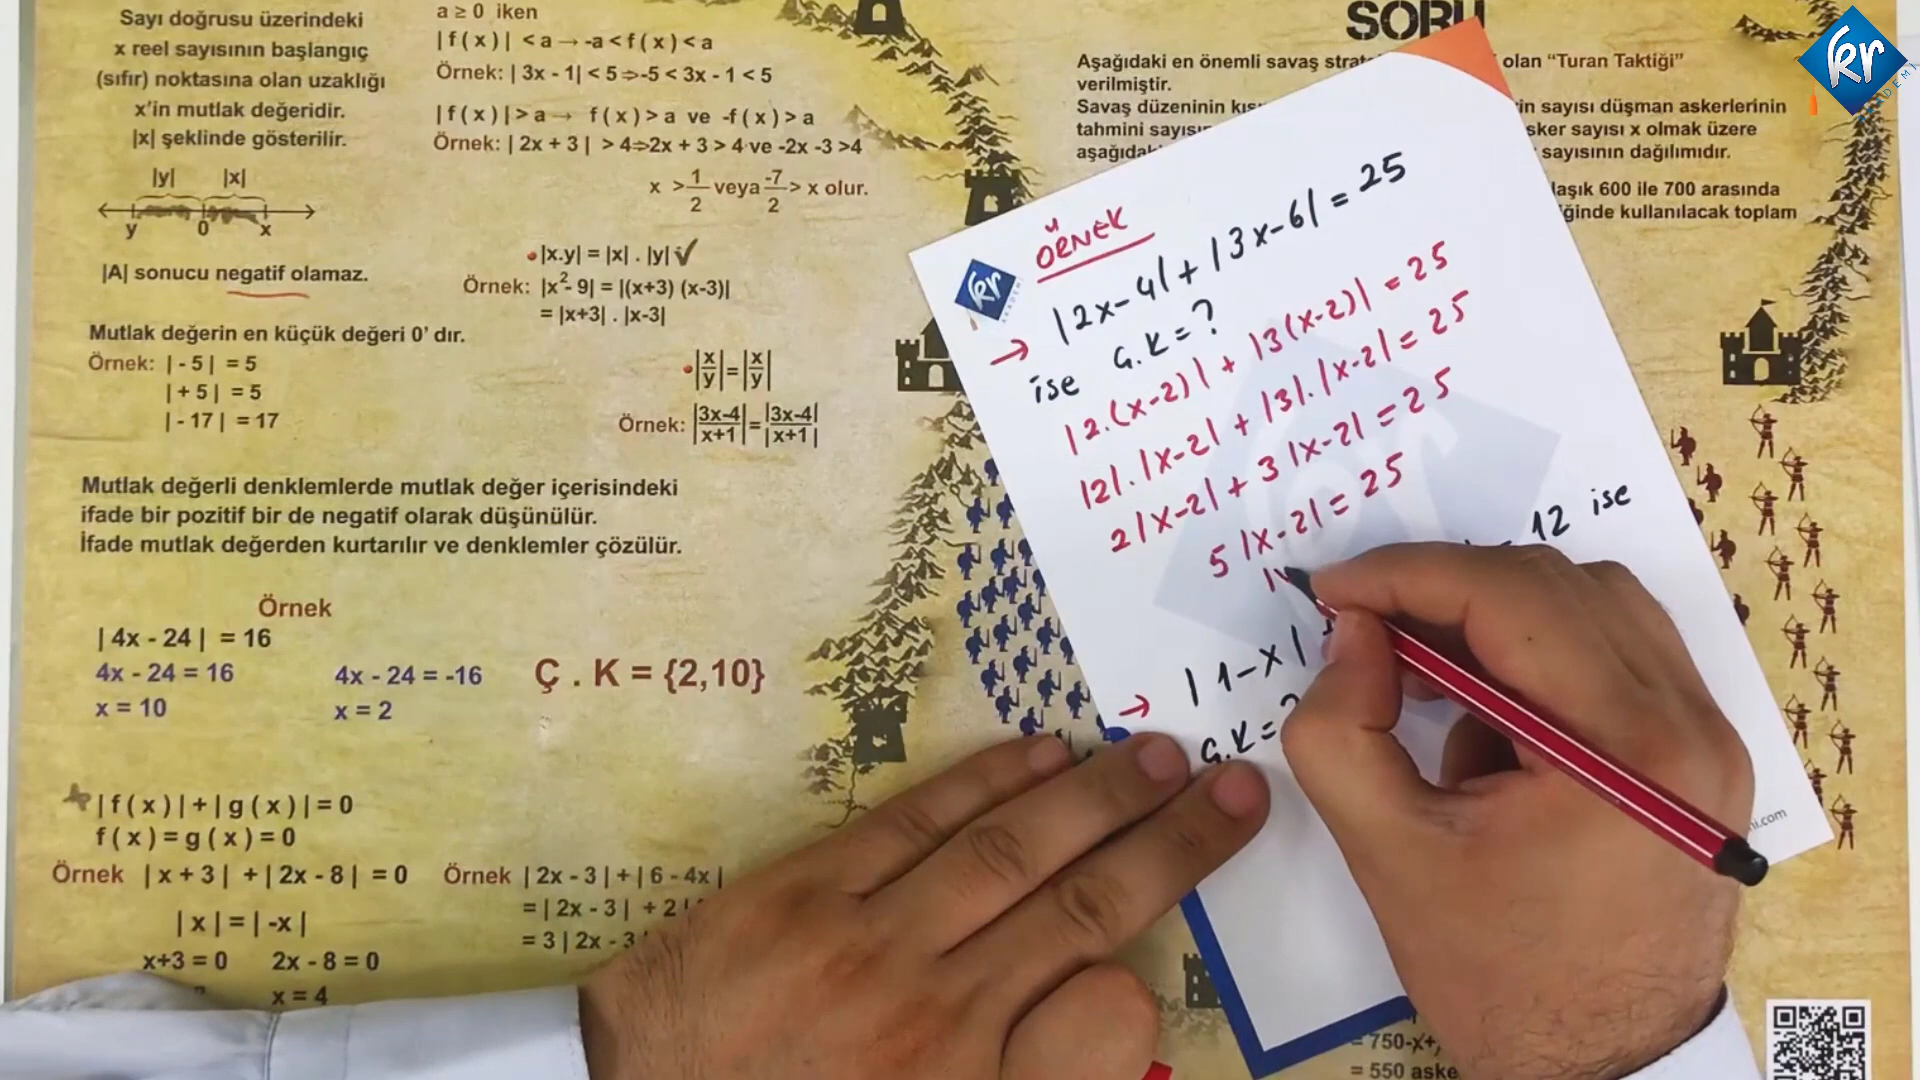 Sayı doğrusu üzerindeki
x reel sayısının başlangıç
(sıfır) noktasına olan uzaklığı
x'in mutlak değeridir.
|x| şeklinde gösterilir.
|y| |x|
y 0 x
|A| sonucu negatif olamaz.
Mutlak değerin en küçük değeri 0' dır.
Örnek: | - 5 | = 5
| + 5 | = 5
| - 17 | = 17
a ≥ 0 iken
| f ( x ) | < a → -a < f ( x ) < a
Örnek: | 3x - 1| < 5 ⇒ -5 < 3x - 1 < 5
| f ( x ) | > a → f ( x ) > a ve -f ( x ) > a
Örnek: | 2x + 3 | > 4 ⇒ 2x + 3 > 4 ve -2x -3 >4
x > 1/2 veya -7/2 > x olur.
|x.y| = |x| . |y| ✓
Örnek: |x²- 9| = |(x+3) (x-3)|
= |x+3| . |x-3|
|x/y| = |x/y|
Örnek: |3x-4/x+1| = |3x-4|/|x+1|
Mutlak değerli denklemlerde mutlak değer içerisindeki
ifade bir pozitif bir de negatif olarak düşünülür.
İfade mutlak değerden kurtarılır ve denklemler çözülür.
Örnek
| 4x - 24 | = 16
4x - 24 = 16 4x - 24 = -16
x = 10 x = 2
Ç . K = {2,10}
| f ( x ) | + | g ( x ) | = 0
f ( x ) = g ( x ) = 0
Örnek | x + 3 | + | 2x - 8 | = 0
| x | = | -x |
x+3 = 0 2x - 8 = 0
x = 4
Örnek | 2x - 3 | + | 6 - 4x |
= | 2x - 3 | + 2
= 3 | 2x - 3
SORU
Aşağıdaki en önemli savaş olan “Turan Taktiği”
verilmiştir.
Savaş düzeninin sayısı düşman askerlerinin
tahmini x olmak üzere
sayısının dağılımıdır.
600 ile 700 arasında
kullanılacak toplam
kr
AKADEMİ
ÖRNEK
kr
AKADEMİ
→ |2x-4| + |3x-6| = 25
ise Ç.K = ?
|2.(x-2)| + |3(x-2)| = 25
|2|.|x-2| + |3|.|x-2| = 25
2|x-2| + 3|x-2| = 25
5|x-2| = 25
→ |1-x| + = 12 ise
Ç.K = ?
.com
= 750-x+
= 550 aske